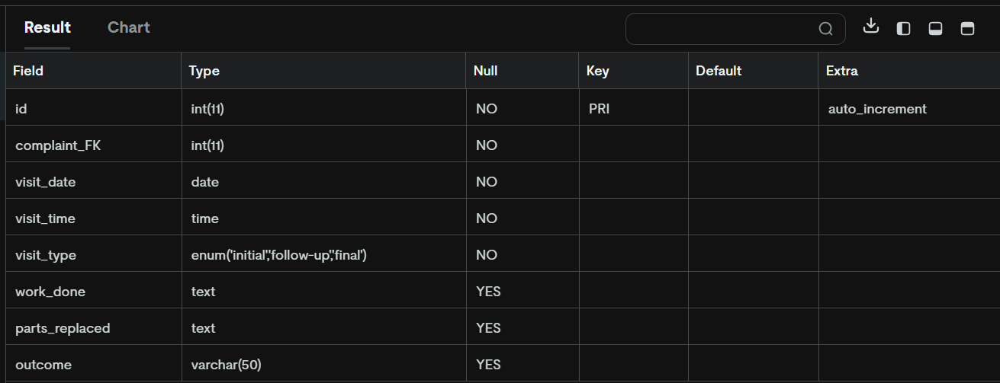 Result Chart
Field Type Null Key Default Extra
id int(11) NO PRI auto_increment
complaint_FK int(11) NO
visit_date date NO
visit_time time NO
visit_type enum('initial','follow-up','final') NO
work_done text YES
parts_replaced text YES
outcome varchar(50) YES